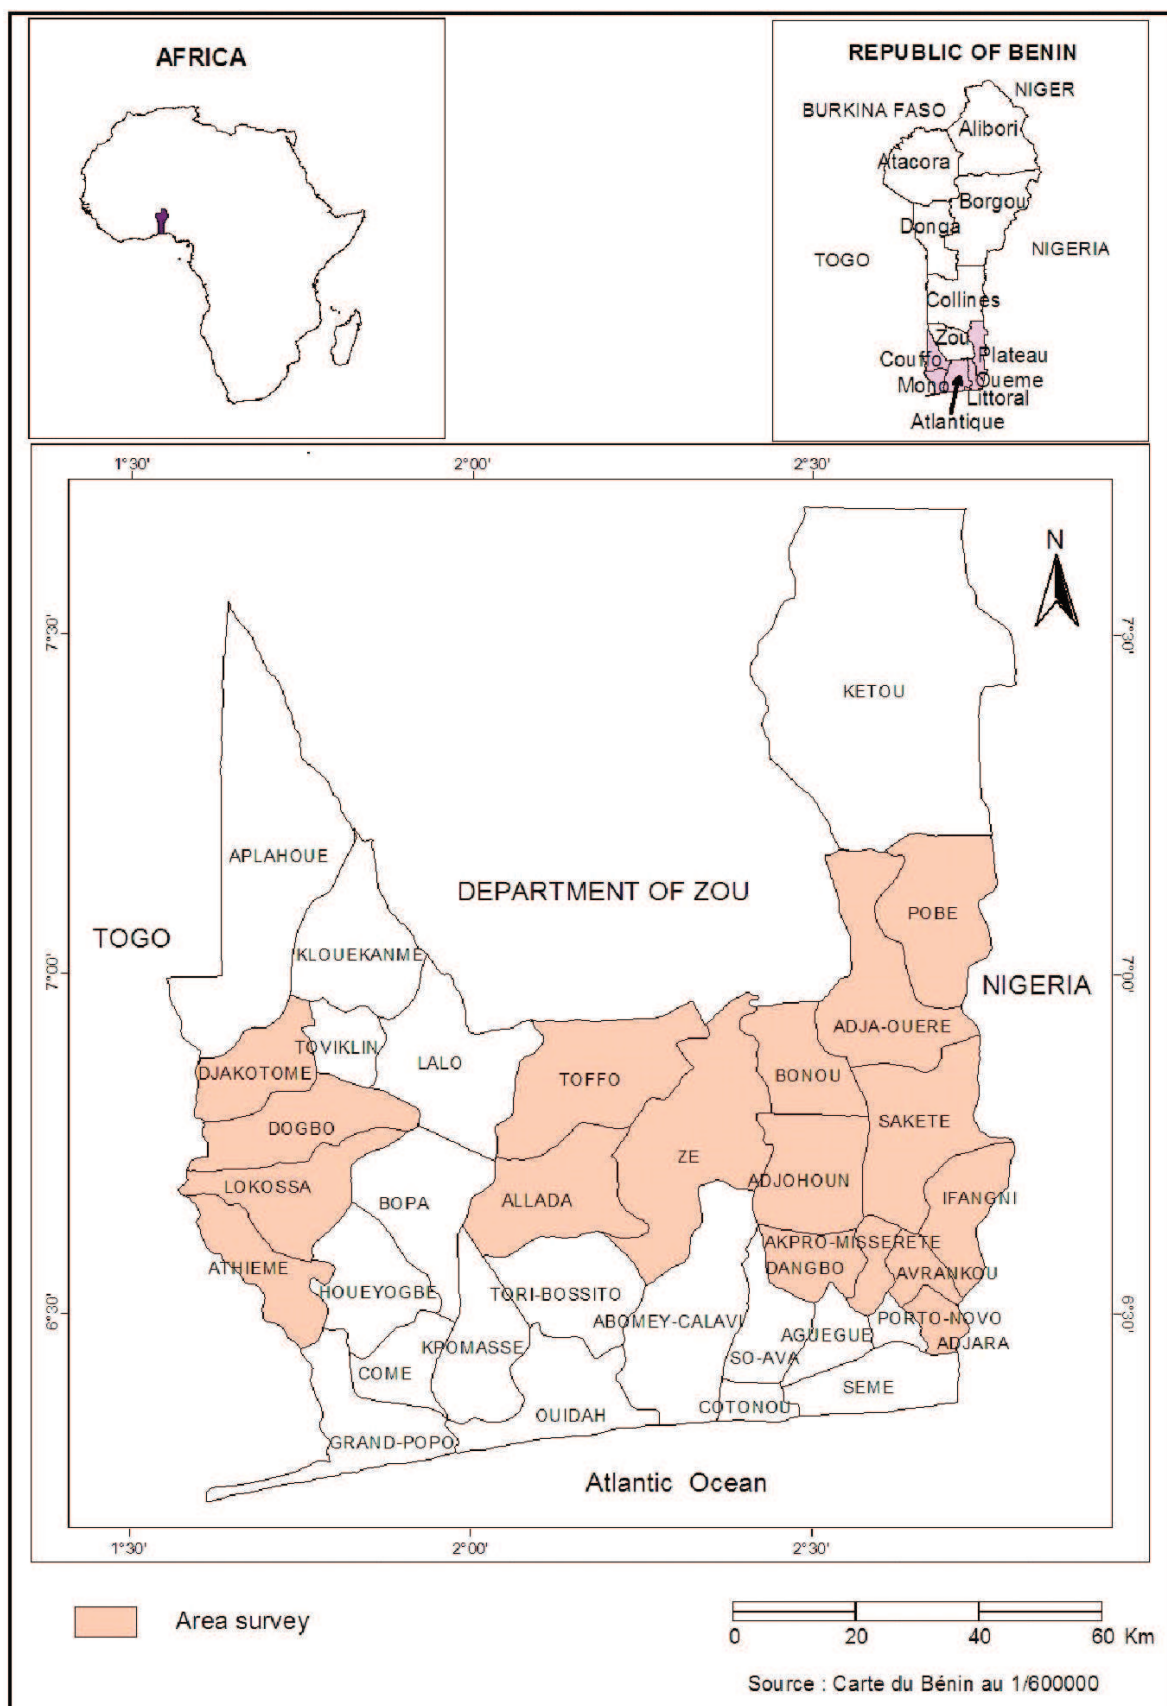 AFRICA
REPUBLIC OF BENIN
NIGER
BURKINA FASO
Alibori
Atacora
Borgou
Donga
NIGERIA
TOGO
Collines
Zou
Couffo
Plateau
Mono
Oueme
Littoral
Atlantique
1°30'
2°00'
2°30'
N
7°30'
7°30'
KETOU
APLAHOUE
DEPARTMENT OF ZOU
POBE
TOGO
KLOUEKANME
7°00'
7°00'
NIGERIA
ADJA-OUERE
TOVIKLIN
LALO
DJAKOTOME
TOFFO
BONOU
SAKETE
DOGBO
ZE
LOKOSSA
ADJOHOUN
BOPA
ALLADA
IFANGNI
AKPRO-MISSERETE
ATHIEME
DANGBO
AVRANKOU
HOUEYOGBE
TORI-BOSSITO
6°30'
6°30'
ABOMEY-CALAVI
PORTO-NOVO
AGUEGUE
ADJARA
KPOMASSE
SO-AVA
COME
SEME
COTONOU
OUIDAH
GRAND-POPO
Atlantic Ocean
1°30'
2°00'
2°30'
Area survey
0 20 40 60 Km
Source : Carte du Bénin au 1/600000